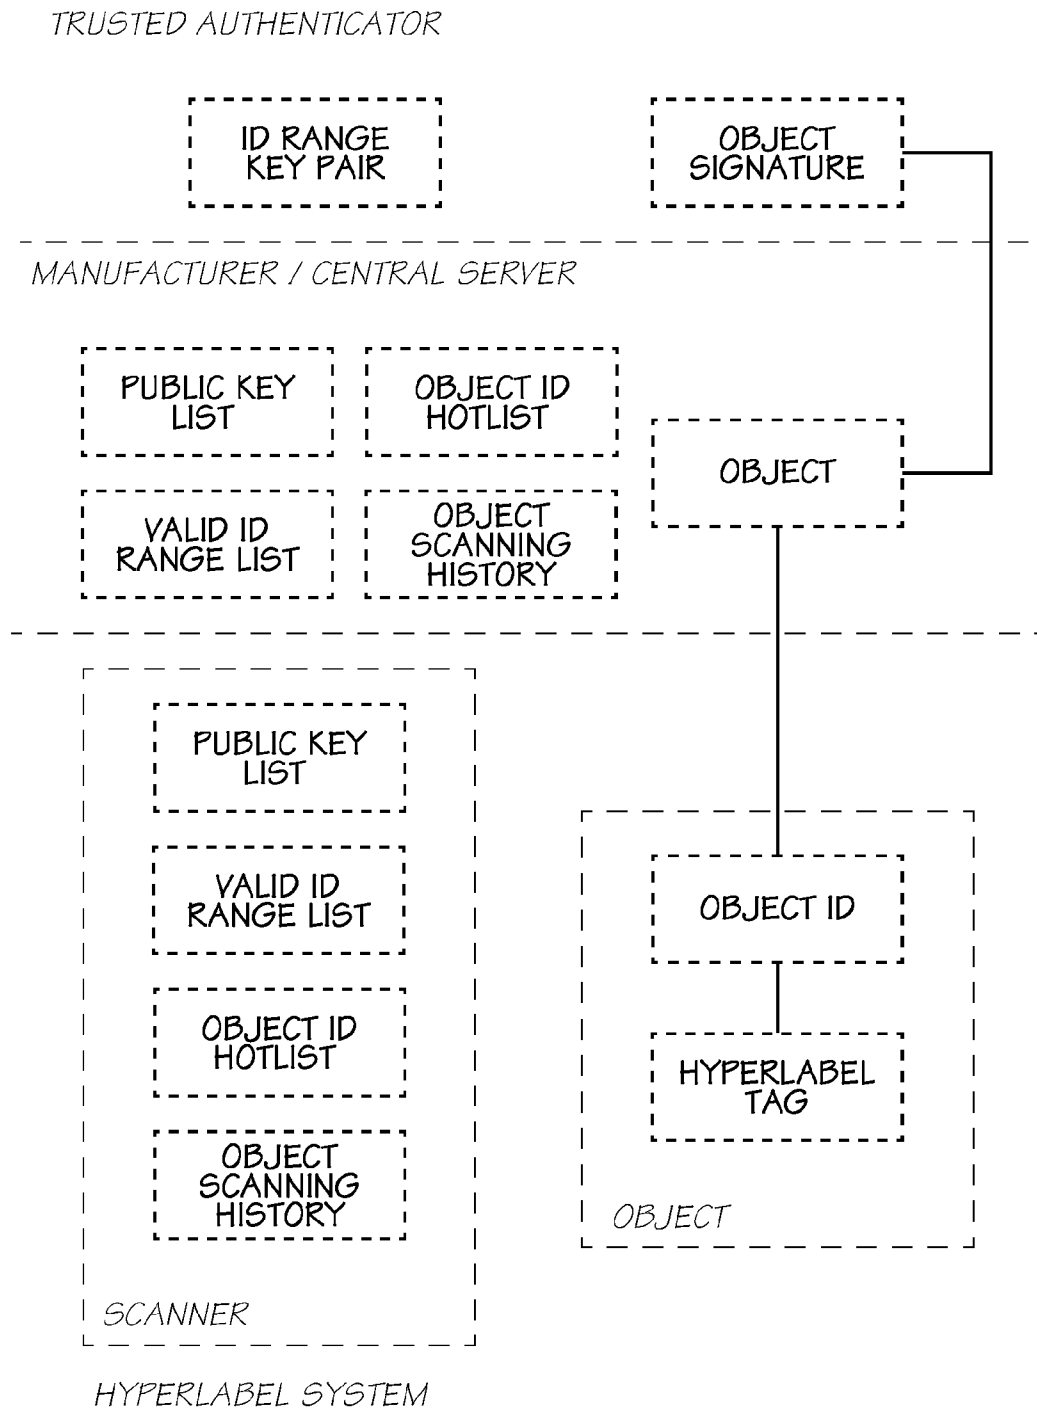 TRUSTED AUTHENTICATOR
ID RANGE
KEY PAIR
OBJECT
SIGNATURE
MANUFACTURER / CENTRAL SERVER
PUBLIC KEY
LIST
OBJECT ID
HOTLIST
OBJECT
VALID ID
RANGE LIST
OBJECT
SCANNING
HISTORY
PUBLIC KEY
LIST
VALID ID
RANGE LIST
OBJECT ID
HOTLIST
OBJECT
SCANNING
HISTORY
SCANNER
OBJECT ID
HYPERLABEL
TAG
OBJECT
HYPERLABEL SYSTEM